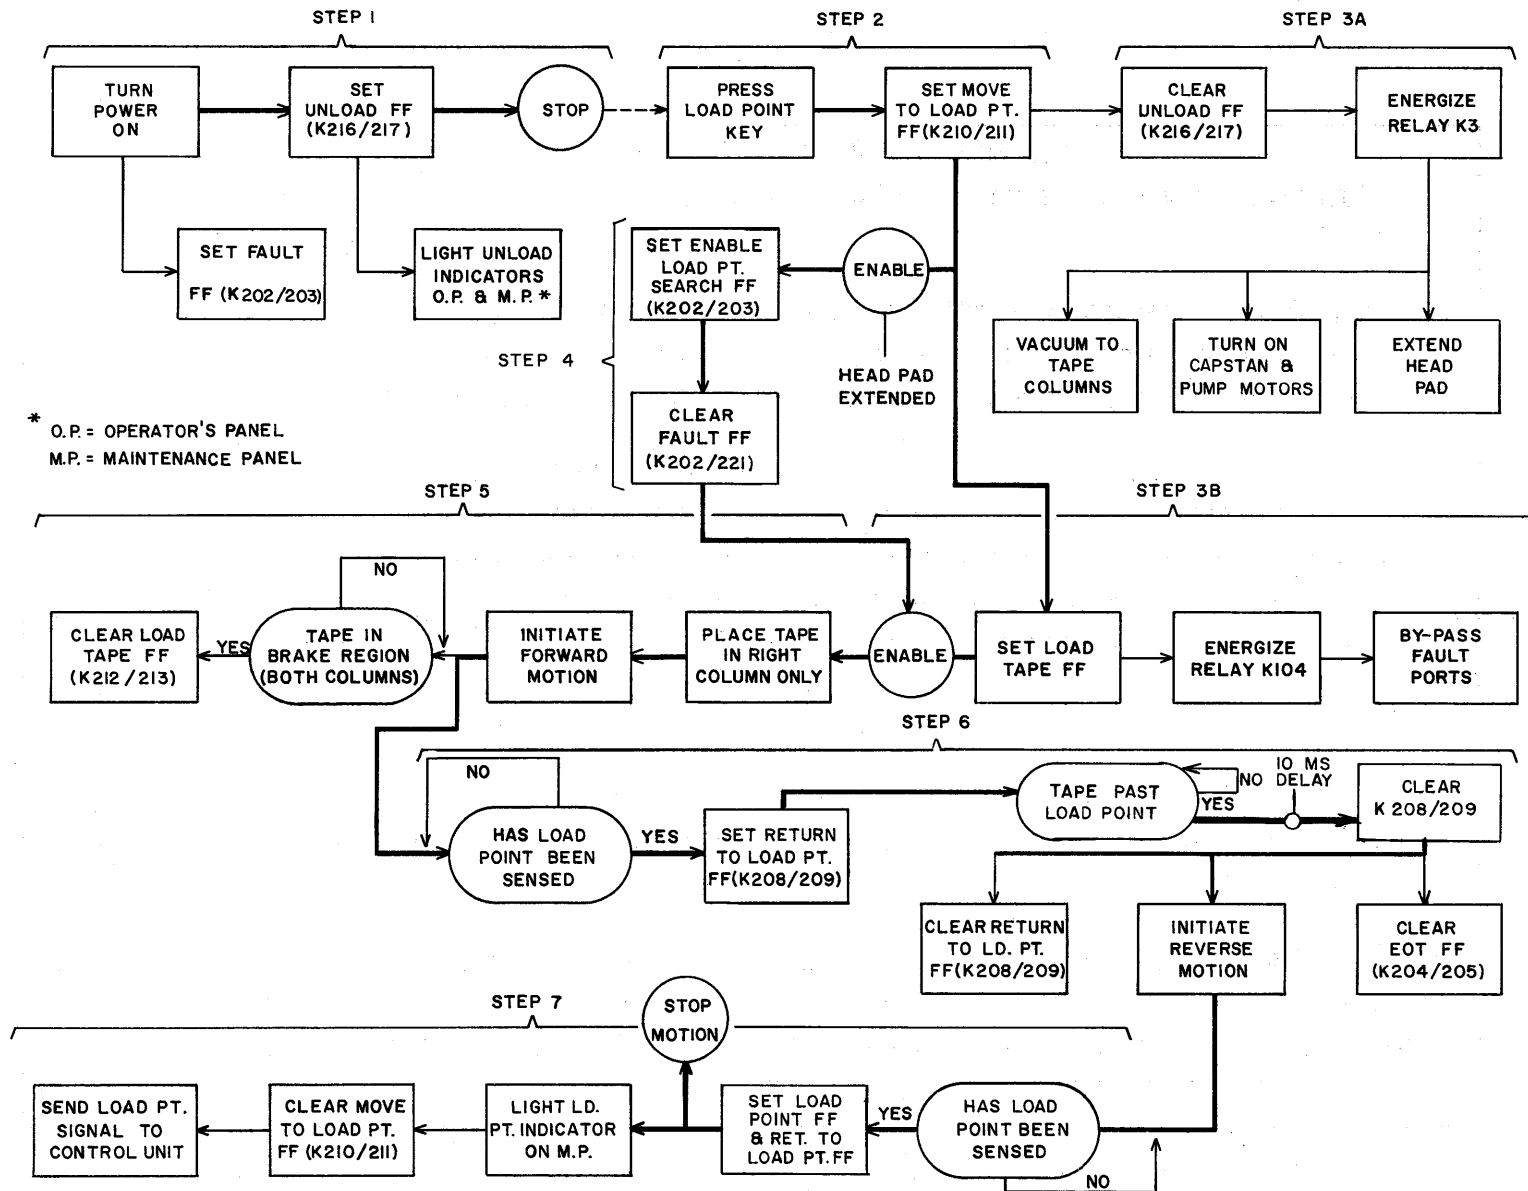 STEP 1
STEP 2
STEP 3A
TURN
POWER
ON
SET
UNLOAD FF
(K216/217)
STOP
PRESS
LOAD POINT
KEY
SET MOVE
TO LOAD PT.
FF(K210/211)
CLEAR
UNLOAD FF
(K216/217)
ENERGIZE
RELAY K3
SET FAULT
FF (K202/203)
LIGHT UNLOAD
INDICATORS
O.P. & M.P. *
STEP 4
SET ENABLE
LOAD PT.
SEARCH FF
(K202/203)
ENABLE
HEAD PAD
EXTENDED
VACUUM TO
TAPE
COLUMNS
TURN ON
CAPSTAN &
PUMP MOTORS
EXTEND
HEAD
PAD
CLEAR
FAULT FF
(K202/221)
* O.P. = OPERATOR'S PANEL
M.P. = MAINTENANCE PANEL
STEP 5
STEP 3B
NO
CLEAR LOAD
TAPE FF
(K212/213)
YES
TAPE IN
BRAKE REGION
(BOTH COLUMNS)
INITIATE
FORWARD
MOTION
PLACE TAPE
IN RIGHT
COLUMN ONLY
ENABLE
SET LOAD
TAPE FF
ENERGIZE
RELAY K104
BY-PASS
FAULT
PORTS
STEP 6
NO
HAS LOAD
POINT BEEN
SENSED
YES
SET RETURN
TO LOAD PT.
FF(K208/209)
TAPE PAST
LOAD POINT
NO
YES
10 MS
DELAY
CLEAR
K 208/209
CLEAR RETURN
TO LD. PT.
FF(K208/209)
INITIATE
REVERSE
MOTION
CLEAR
EOT FF
(K204/205)
STEP 7
STOP
MOTION
SEND LOAD PT.
SIGNAL TO
CONTROL UNIT
CLEAR MOVE
TO LOAD PT.
FF (K210/211)
LIGHT LD.
PT. INDICATOR
ON M.P.
SET LOAD
POINT FF
& RET. TO
LOAD PT. FF
YES
HAS LOAD
POINT BEEN
SENSED
NO